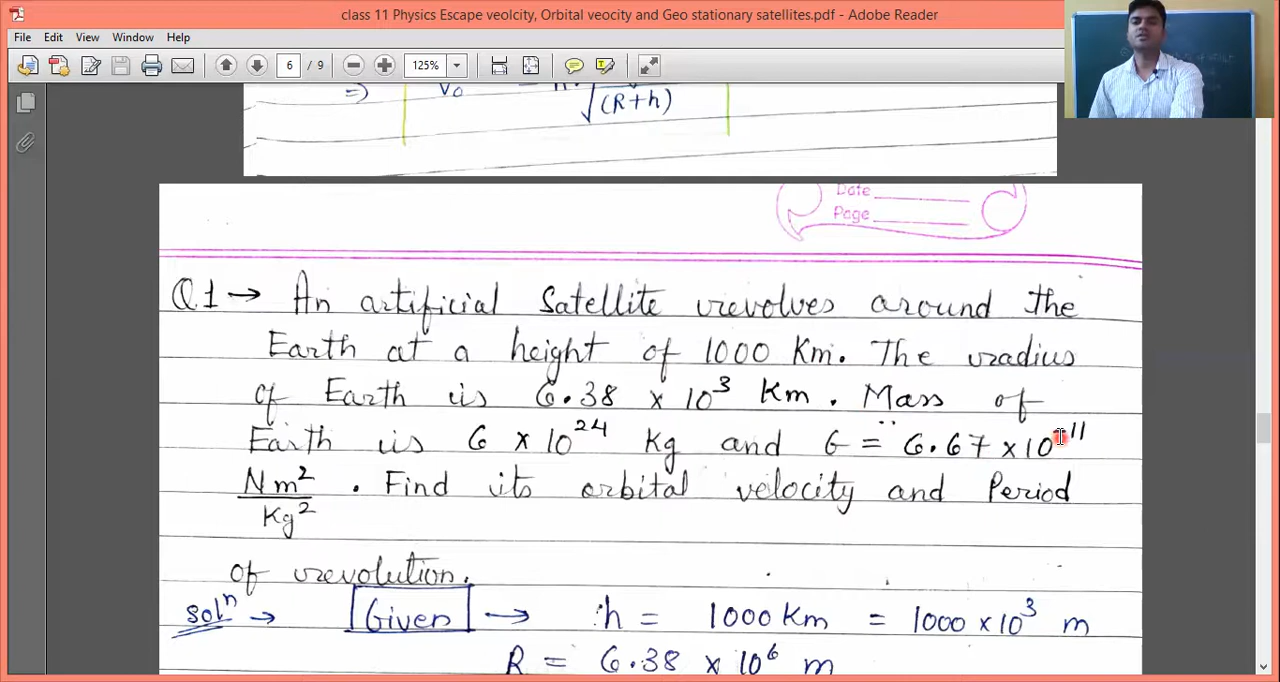 class 11 Physics Escape veolcity, Orbital veocity and Geo stationary satellites.pdf - Adobe Reader
File Edit View Window Help
6 / 9 125%
=> Vo = √(R+h)
Date
Page
Q1→ An artificial Satellite revolves around the
Earth at a height of 1000 Km. The radius
of Earth is 6.38 × 10³ Km. Mass of
Earth is 6 × 10²⁴ Kg and G = 6.67 × 10⁻¹¹
Nm²/Kg² . Find its orbital velocity and Period
of revolution.
Solⁿ → Given → h = 1000 Km = 1000 × 10³ m
R = 6.38 × 10⁶ m